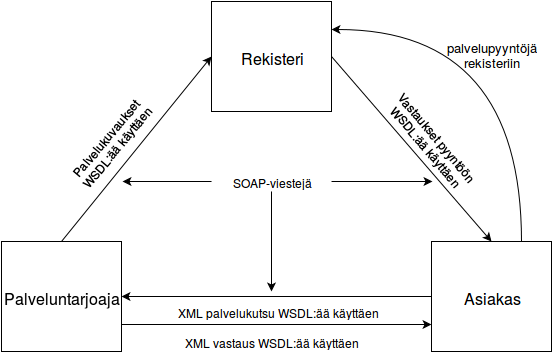 Rekisteri
palvelupyyntöjä
rekisteriin
Palvelukuvaukset
WSDL:ää käyttäen
Vastaukset pyyntöön
WSDL:ää käyttäen
SOAP-viestejä
Palveluntarjoaja
Asiakas
XML palvelukutsu WSDL:ää käyttäen
XML vastaus WSDL:ää käyttäen